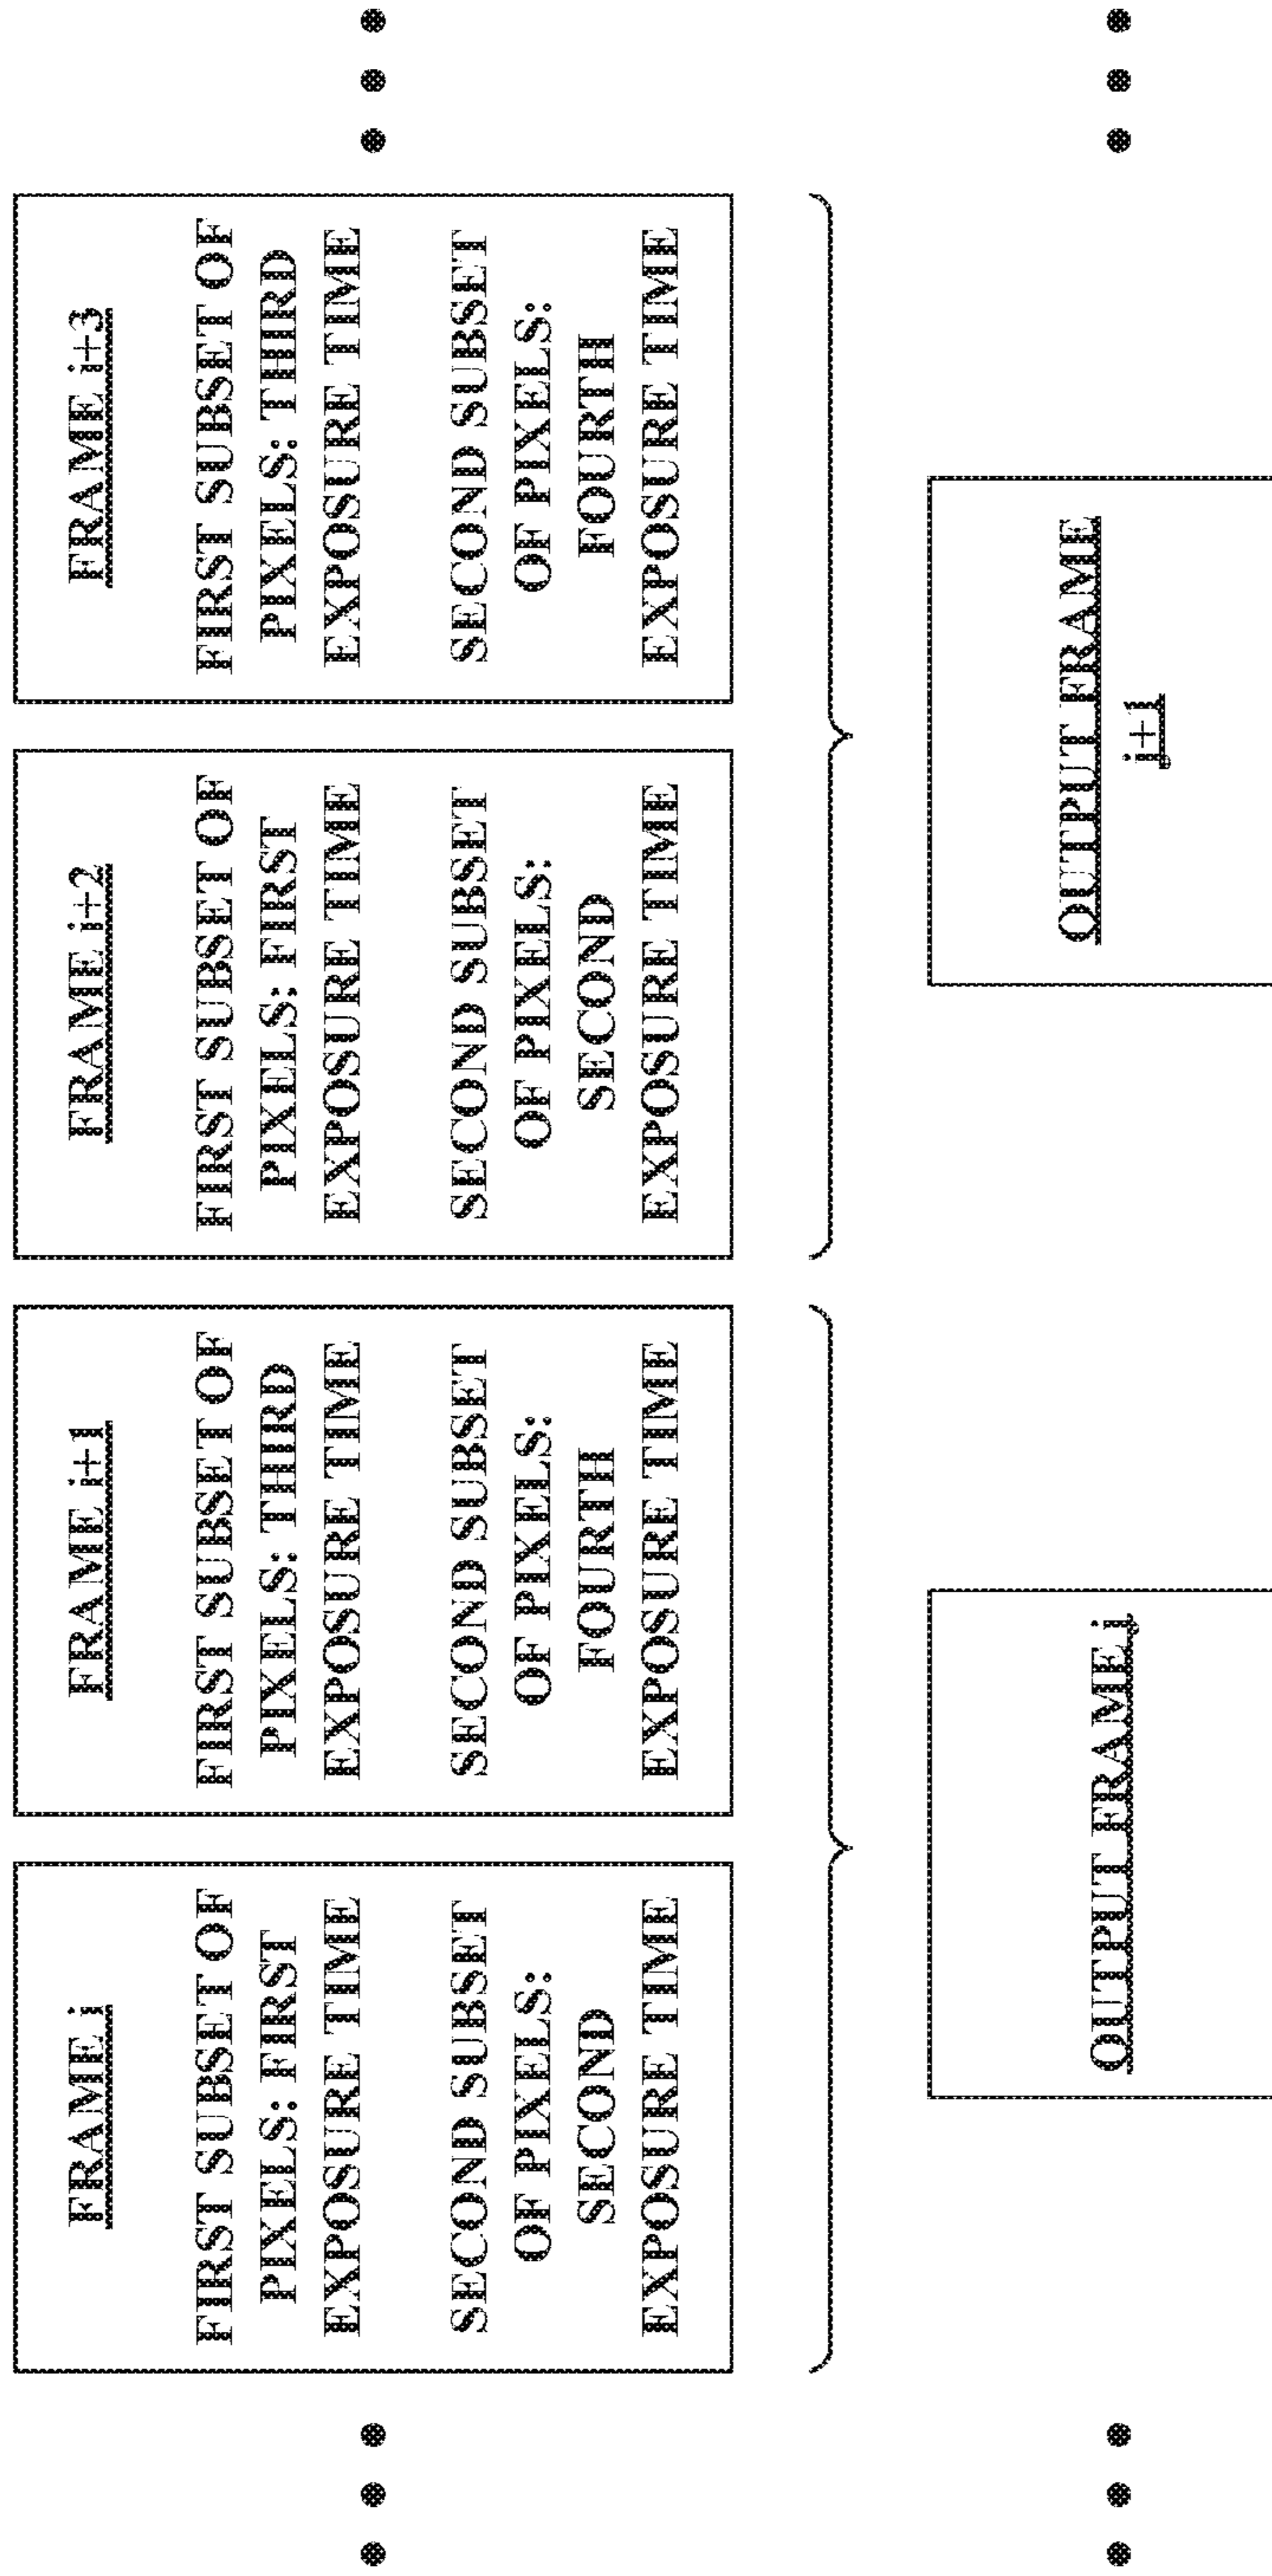 FRAME i
FIRST SUBSET OF
PIXELS: FIRST
EXPOSURE TIME
SECOND SUBSET
OF PIXELS:
SECOND
EXPOSURE TIME
FRAME i+1
FIRST SUBSET OF
PIXELS: THIRD
EXPOSURE TIME
SECOND SUBSET
OF PIXELS:
FOURTH
EXPOSURE TIME
FRAME i+2
FIRST SUBSET OF
PIXELS: FIRST
EXPOSURE TIME
SECOND SUBSET
OF PIXELS:
SECOND
EXPOSURE TIME
FRAME i+3
FIRST SUBSET OF
PIXELS: THIRD
EXPOSURE TIME
SECOND SUBSET
OF PIXELS:
FOURTH
EXPOSURE TIME
OUTPUT FRAME j
OUTPUT FRAME
j+1